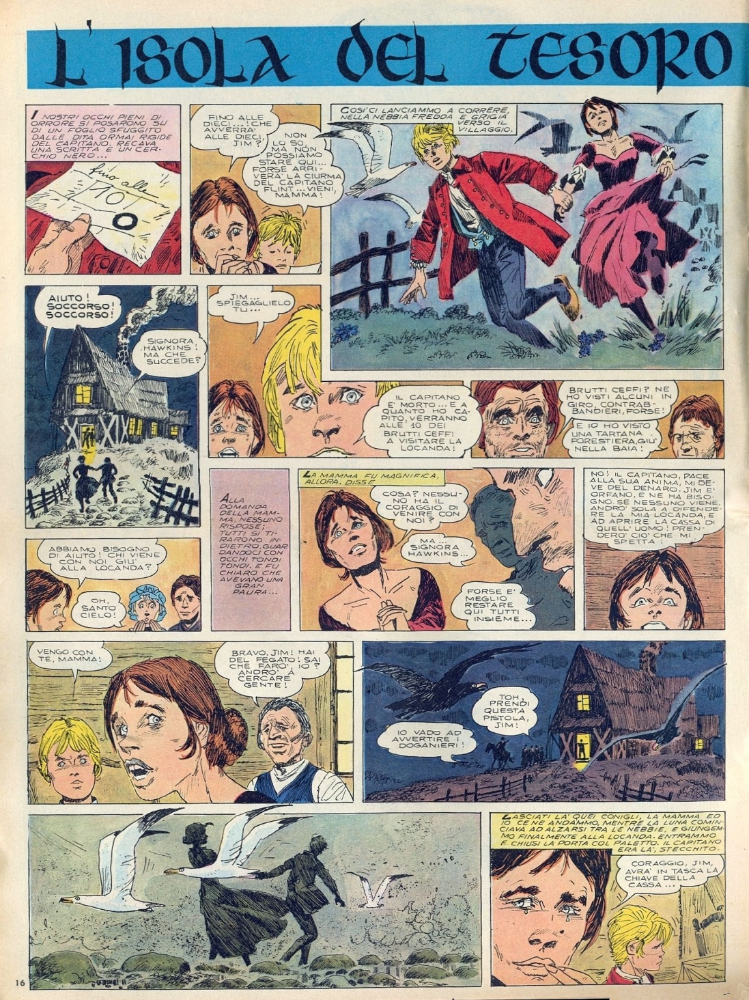 L'ISOLA DEL TESORO
I NOSTRI OCCHI PIENI DI
ORRORE SI POSARONO SU
DI UN FOGLIO SFUGGITO
DALLE DITA ORMAI RIGIDE
DEL CAPITANO. RECAVA
UNA SCRITTA E UN CER-
CHIO NERO...
fino alle
10
FINO ALLE
DIECI...! CHE
AVVERRA'
ALLE DIECI,
JIM?
NON
LO SO,
MA NON
POSSIAMO
STARE QUI...
FORSE ARRI-
VERA' LA CIURMA
DEL CAPITANO
FLINT...VIENI,
MAMMA!
COSI' CI LANCIAMMO A CORRERE,
NELLA NEBBIA FREDDA E GRIGIA
VERSO IL
VILLAGGIO.
AIUTO!
SOCCORSO!
SOCCORSO!
SIGNORA
HAWKINS!
MA CHE
SUCCEDE?
JIM...
SPIEGAGLIELO
TU...
IL CAPITANO
E' MORTO...E A
QUANTO HO CA-
PITO, VERRANNO
ALLE 10 DEI
BRUTTI CEFFI
A VISITARE LA
LOCANDA!
BRUTTI CEFFI? NE
HO VISTI ALCUNI IN
GIRO, CONTRAB-
BANDIERI, FORSE!
E IO HO VISTO
UNA TARTANA
FORESTIERA, GIU'
NELLA BAIA!
ABBIAMO BISOGNO
DI AIUTO! CHI VIENE
CON NOI GIU'
ALLA LOCANDA?
OH,
SANTO
CIELO!
ALLA
DOMANDA
DELLA MAM-
MA, NESSUNO
RISPOSE;
TUTTI SI TI-
RARONO IN-
DIETRO, GUAR
DANDOCI CON
OCCHI TONDI
TONDI. E FU
CHIARO CHE
AVEVANO UNA
GRAN
PAURA...
LA MAMMA FU MAGNIFICA,
ALLORA. DISSE
COSA? NESSU-
NO HA IL
CORAGGIO DI
VENIRE CON
NOI?
MA...
SIGNORA
HAWKINS...
FORSE E'
MEGLIO
RESTARE
QUI TUTTI
INSIEME...
NO! IL CAPITANO, PACE
ALLA SUA ANIMA, MI DE-
VE DEL DENARO. JIM E'
ORFANO, E NE HA BISO-
GNO. SE NESSUNO VIENE,
ANDRO' SOLA A DIFENDE-
RE LA MIA LOCANDA, E
AD APRIRE LA CASSA DI
QUELL'UOMO! PREN-
DERO' CIO' CHE MI
SPETTA!
VENGO CON
TE, MAMMA!
BRAVO, JIM! HAI
DEL FEGATO! SAI
CHE FARO', IO?
ANDRO' A
CERCARE
GENTE!
TOH,
PRENDI
QUESTA
PISTOLA,
JIM!
IO VADO AD
AVVERTIRE I
DOGANIERI!
LASCIATI LA' QUEI CONIGLI, LA MAMMA ED
IO CE NE ANDAMMO, MENTRE LA LUNA COMIN-
CIAVA AD ALZARSI TRA LE NEBBIE, E GIUNGEM-
MO FINALMENTE ALLA LOCANDA. ENTRAMMO
E CHIUSI LA PORTA COL PALETTO. IL CAPITANO
ERA LA', STECCHITO.
CORAGGIO, JIM,
AVRA' IN TASCA LA
CHIAVE DELLA
CASSA...
16